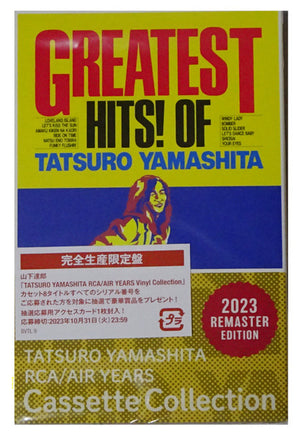 GREATEST
HITS! OF
LOVELAND, ISLAND
LET'S KISS THE SUN
AMAKU KIKEN NA KAORI
RIDE ON TIME
NATSU ENO TOBIRA
FUNKY FLUSHIN'
WINDY LADY
BOMBER
SOLID SLIDER
LET'S DANCE BABY
SPARKLE
YOUR EYES
TATSURO YAMASHITA
完全生産限定盤
山下達郎
「TATSURO YAMASHITA RCA/AIR YEARS Vinyl Collection」
カセット8タイトルすべてのシリアル番号を
ご応募された方を対象に抽選で豪華賞品をプレゼント!
抽選応募用アクセスカード1枚封入!
応募締切:2023年10月31日(火)23:59
BVTL 9
プラ
2023
REMASTER
EDITION
TATSURO YAMASHITA
RCA/AIR YEARS
Cassette Collection